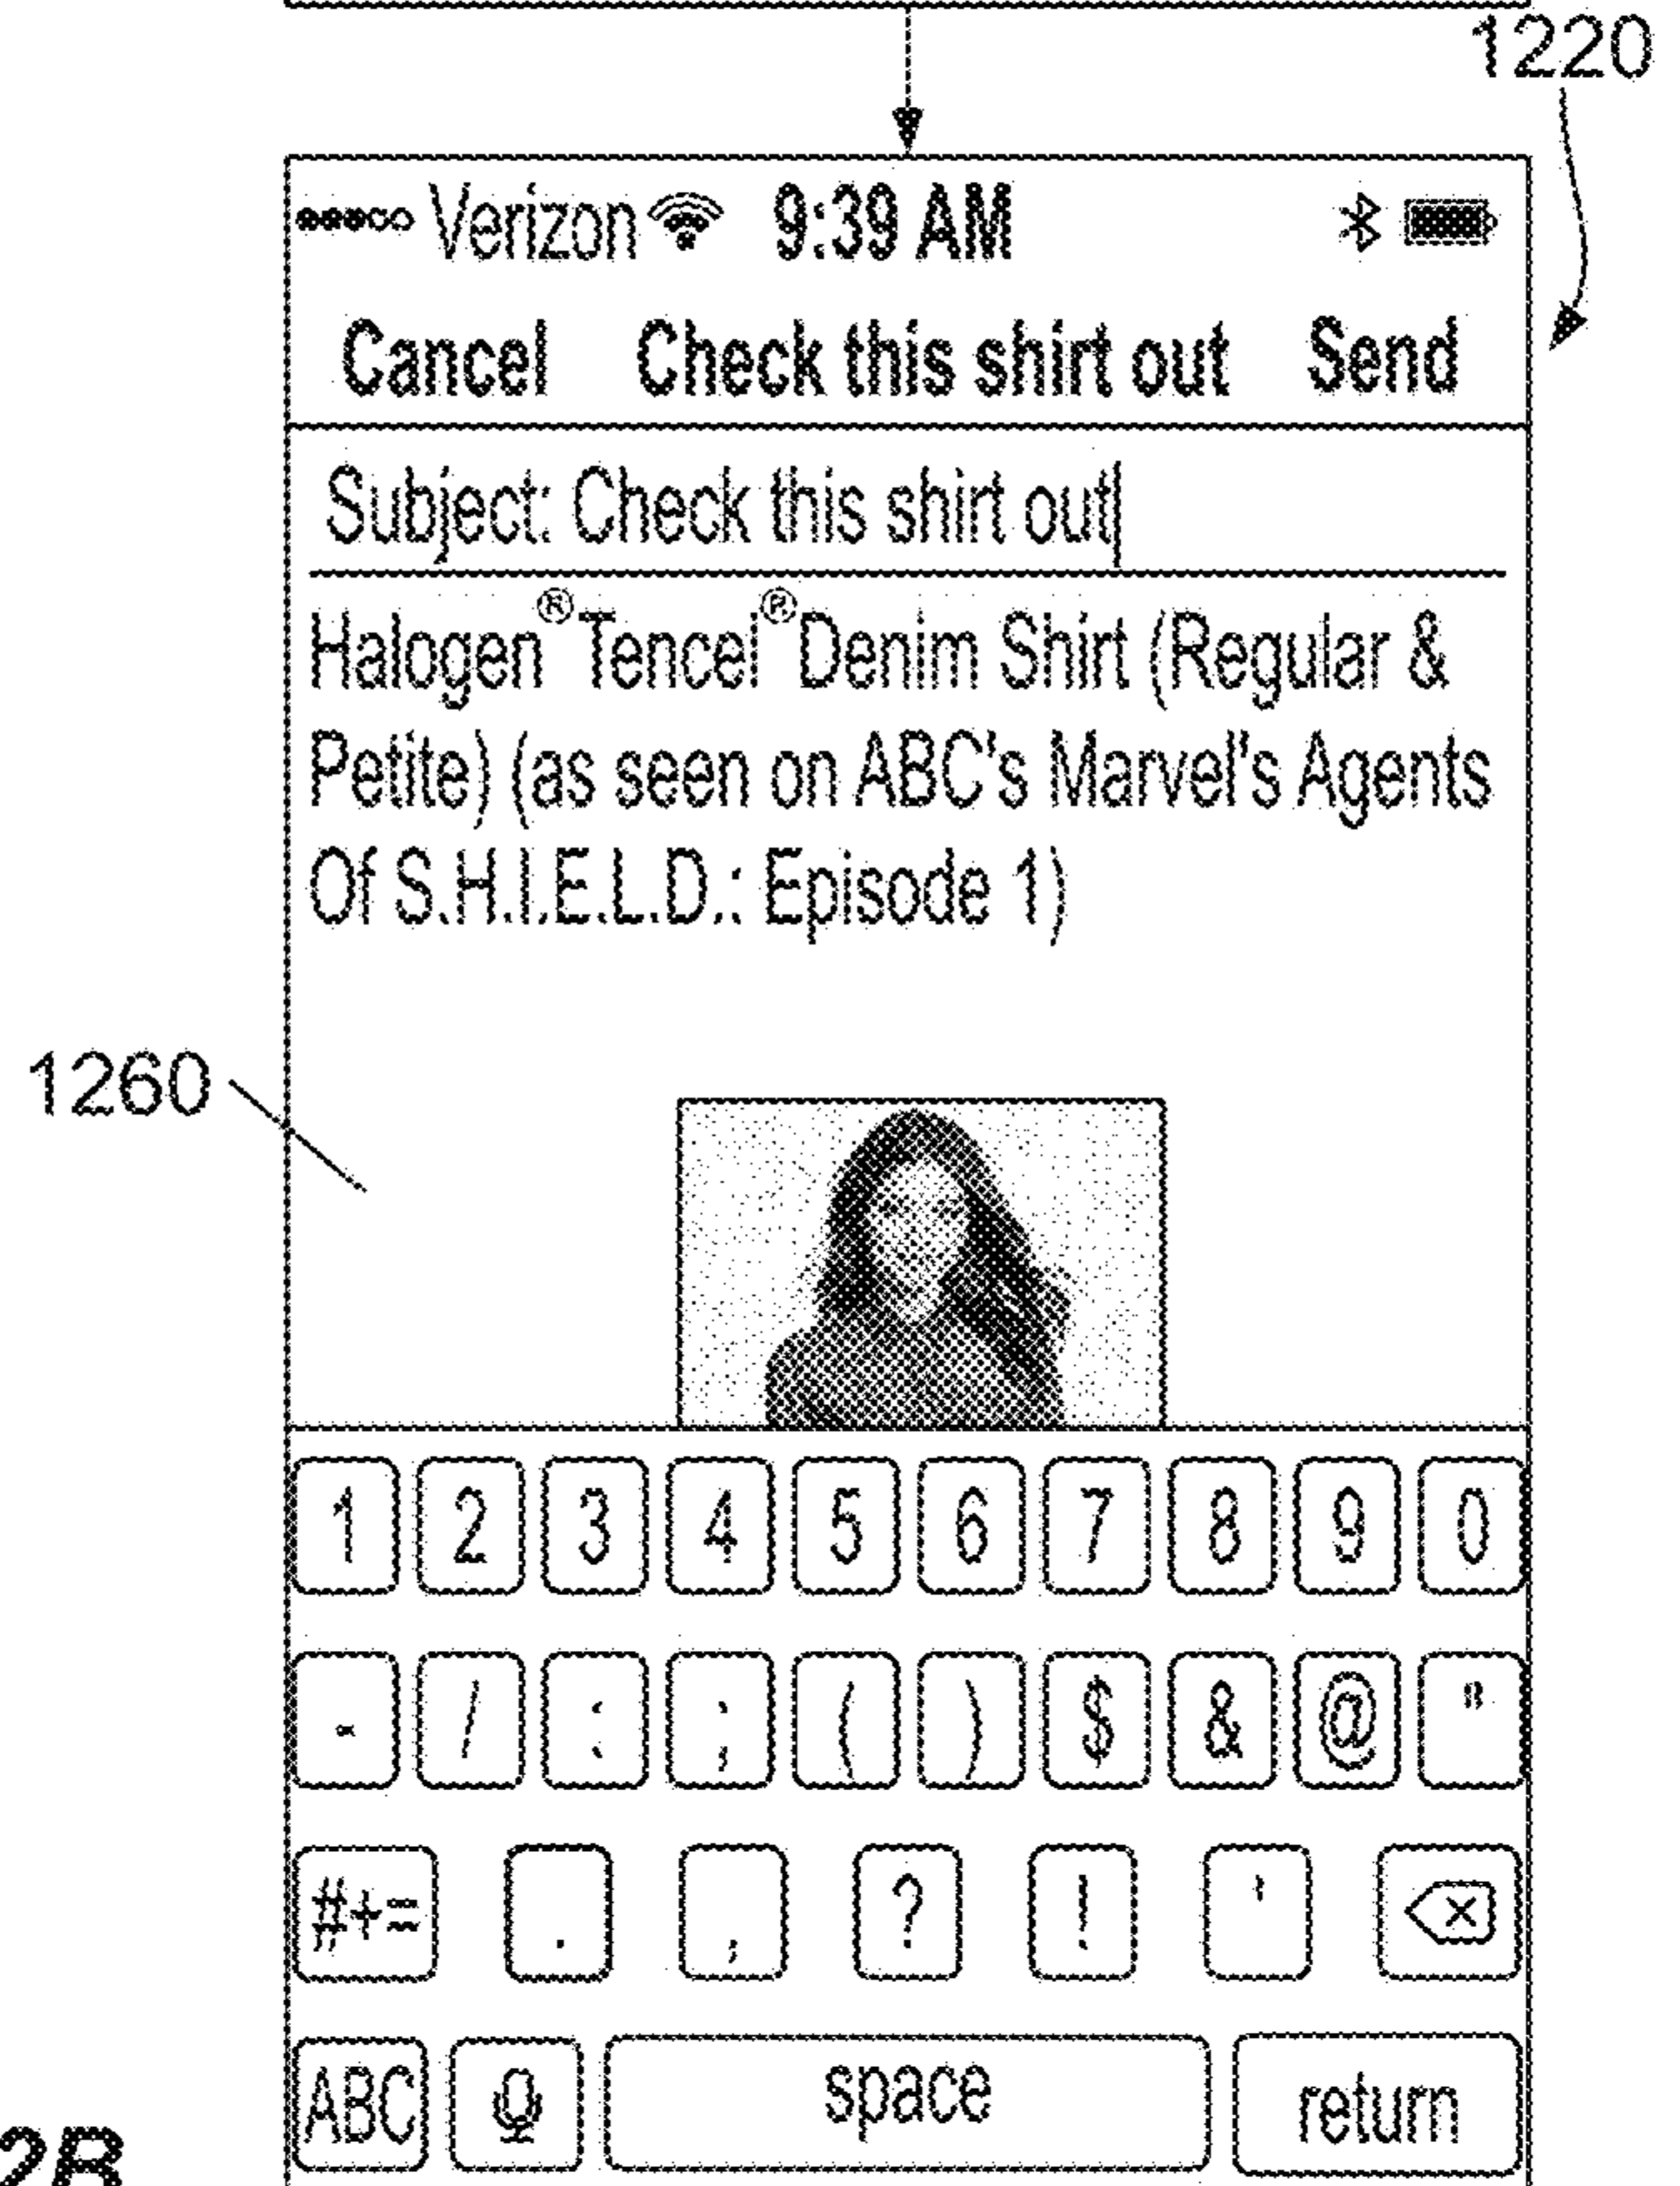 1220
Verizon 9:39 AM
Cancel Check this shirt out Send
Subject: Check this shirt out
Halogen® Tencel® Denim Shirt (Regular &
Petite) (as seen on ABC's Marvel's Agents
Of S.H.I.E.L.D.: Episode 1)
1260
1 2 3 4 5 6 7 8 9 0
- / : ; ( ) $ & @ "
#+= . , ? ! '
ABC space return
2B